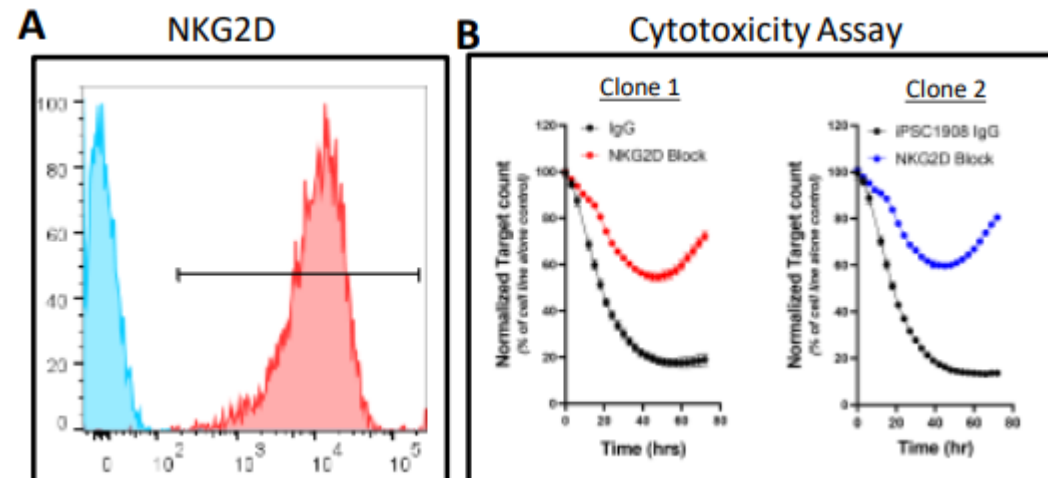 A NKG2D
100
80
60
40
20
0
0 10² 10³ 10⁴ 10⁵
B Cytotoxicity Assay
Clone 1
IgG
NKG2D Block
Normalized Target count
(% of cell line alone control)
120
100
80
60
40
20
0
0 20 40 60 80
Time (hrs)
Clone 2
iPSC1908 IgG
NKG2D Block
Normalized Target count
(% of cell line alone control)
120
100
80
60
40
20
0
0 20 40 60 80
Time (hr)